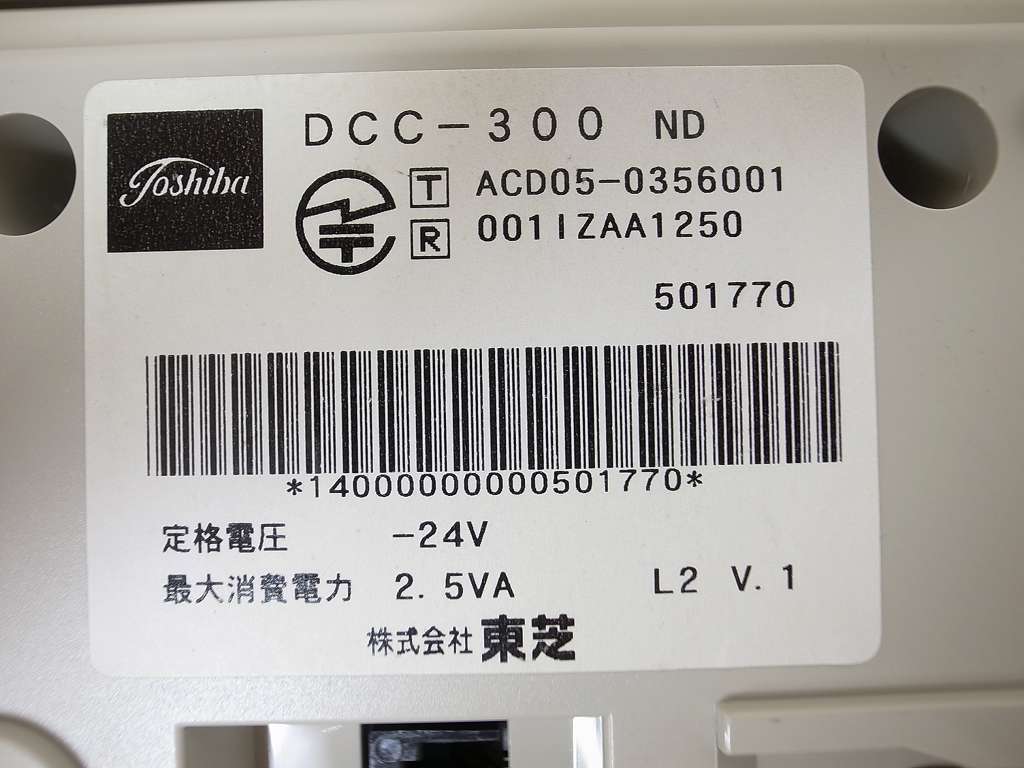 Toshiba
DCC-300 ND
T ACD05-0356001
R 001IZAA1250
501770
*14000000000501770*
定格電圧 -24V
最大消費電力 2.5VA L2 V.1
株式会社 東芝